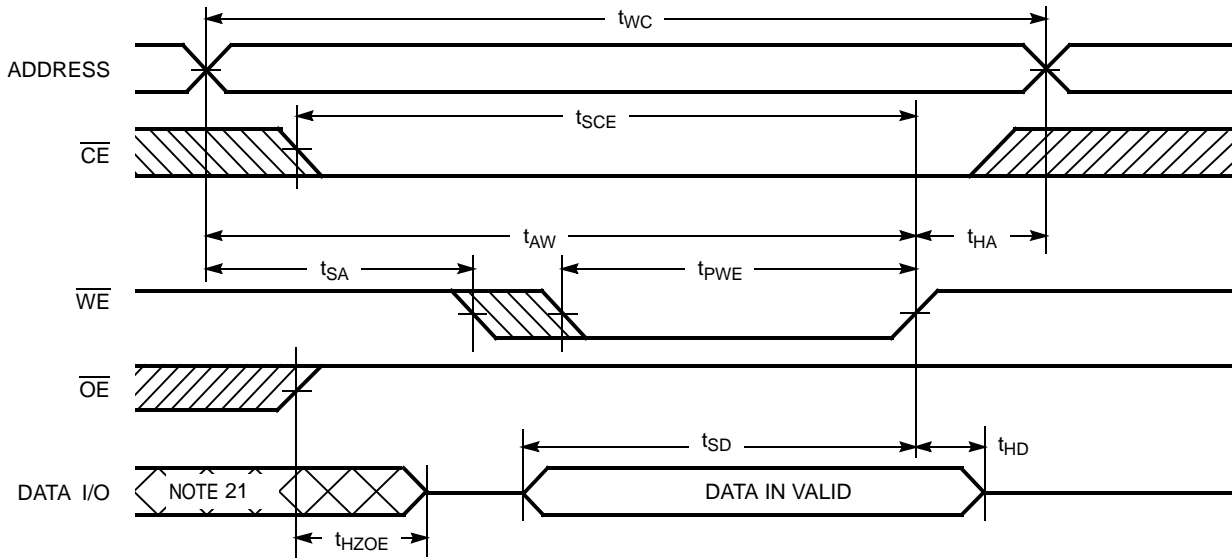 tWC
ADDRESS
tSCE
CE
tAW
tHA
tSA
tPWE
WE
OE
tSD
tHD
DATA I/O
NOTE 21
DATA IN VALID
tHZOE